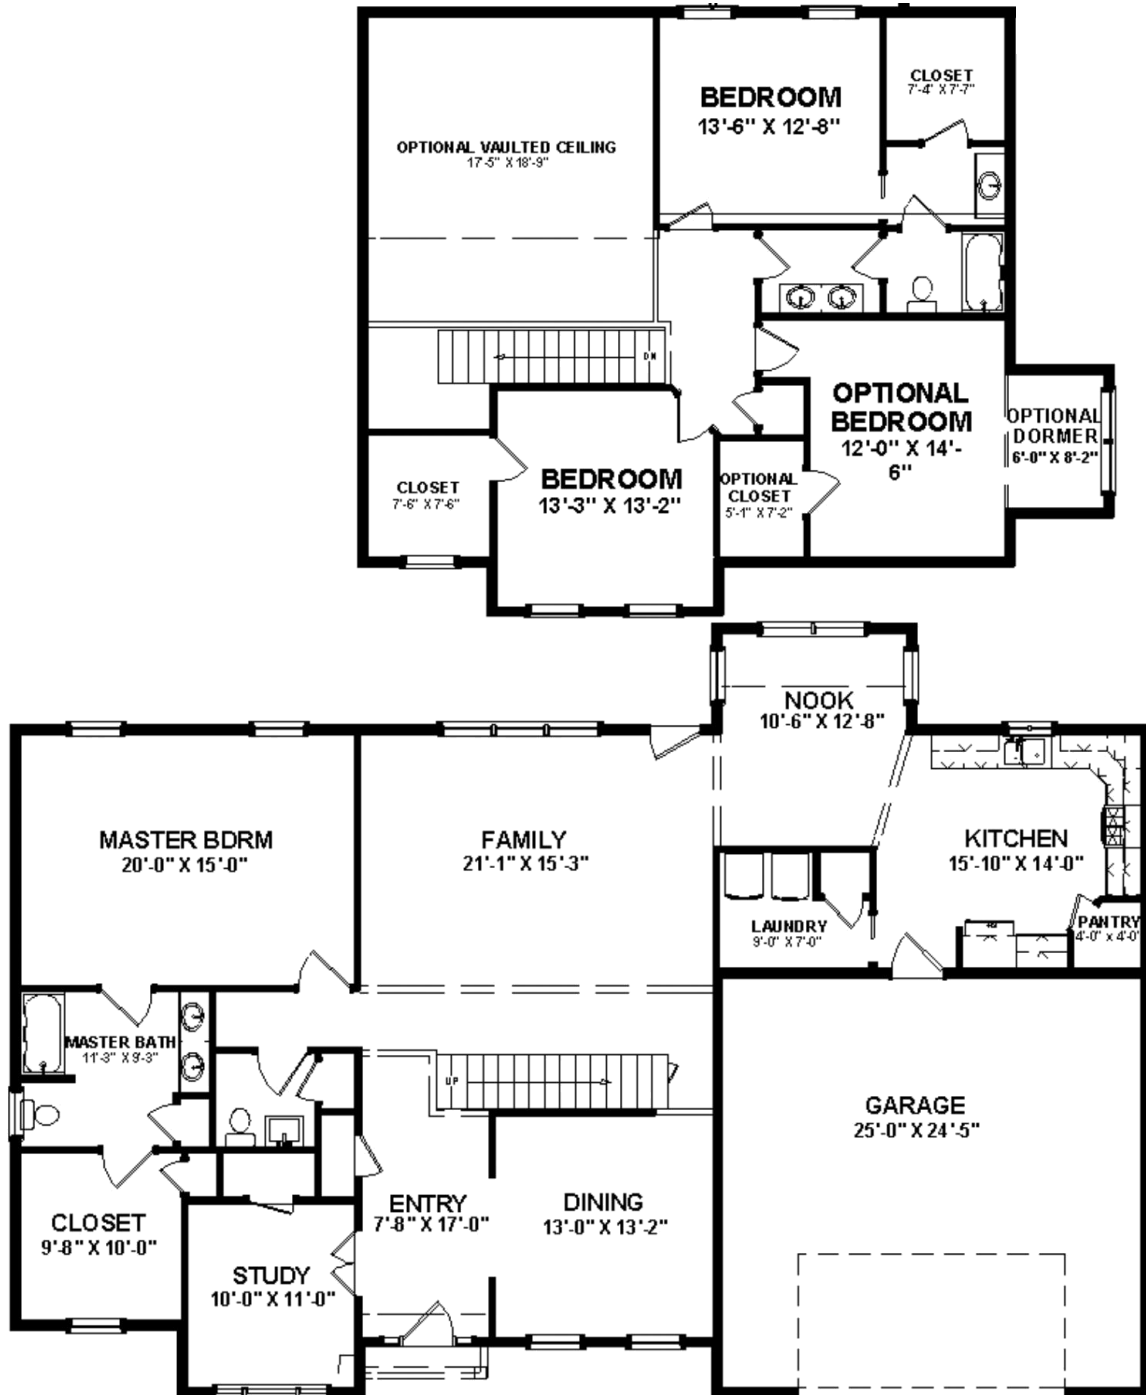 BEDROOM
13'-6" X 12'-8"
CLOSET
7'-4" X 7'-7"
OPTIONAL VAULTED CEILING
17'-5" X 18'-9"
DN
OPTIONAL
BEDROOM
12'-0" X 14'-
6"
OPTIONAL
DORMER
6'-0" X 8'-2"
CLOSET
7'-6" X 7'-6"
BEDROOM
13'-3" X 13'-2"
OPTIONAL
CLOSET
5'-1" X 7'-2"
NOOK
10'-6" X 12'-8"
MASTER BDRM
20'-0" X 15'-0"
FAMILY
21'-1" X 15'-3"
KITCHEN
15'-10" X 14'-0"
LAUNDRY
9'-0" X 7'-0"
PANTRY
4'-0" x 4'-0"
MASTER BATH
11'-3" X 9'-3"
UP
GARAGE
25'-0" X 24'-5"
ENTRY
7'-8" X 17'-0"
DINING
13'-0" X 13'-2"
CLOSET
9'-8" X 10'-0"
STUDY
10'-0" X 11'-0"